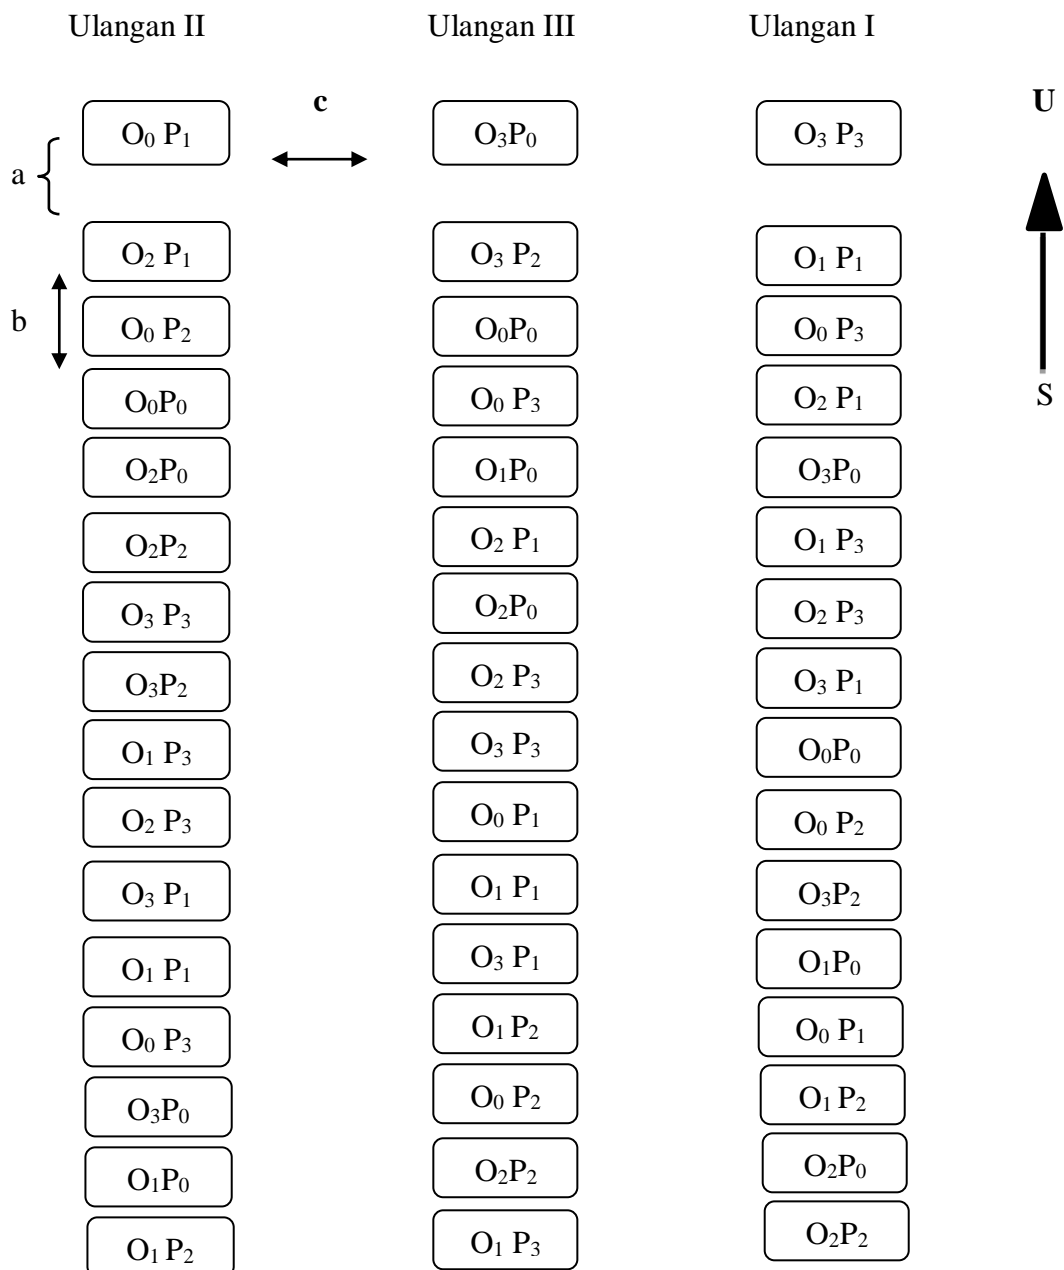 Ulangan II Ulangan III Ulangan I
c U
O₀ P₁ O₃P₀ O₃ P₃
a
O₂ P₁ O₃ P₂ O₁ P₁
b O₀ P₂ O₀P₀ O₀ P₃
O₀P₀ O₀ P₃ O₂ P₁
S
O₂P₀ O₁P₀ O₃P₀
O₂P₂ O₂ P₁ O₁ P₃
O₃ P₃ O₂P₀ O₂ P₃
O₃P₂ O₂ P₃ O₃ P₁
O₁ P₃ O₃ P₃ O₀P₀
O₂ P₃ O₀ P₁ O₀ P₂
O₃ P₁ O₁ P₁ O₃P₂
O₁ P₁ O₃ P₁ O₁P₀
O₀ P₃ O₁ P₂ O₀ P₁
O₃P₀ O₀ P₂ O₁ P₂
O₁P₀ O₂P₂ O₂P₀
O₁ P₂ O₁ P₃ O₂P₂